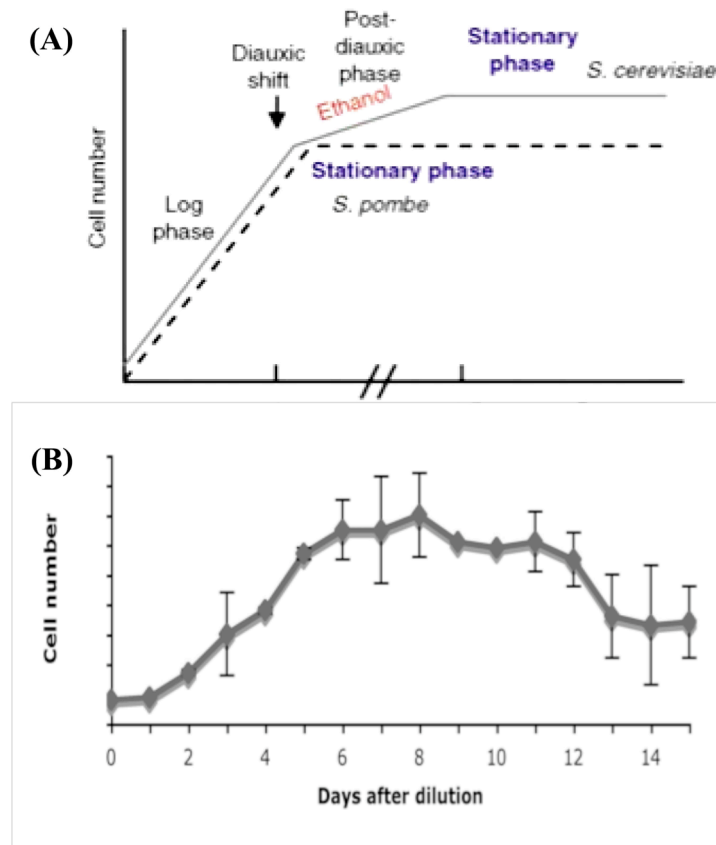 (A)
Cell number
Log
phase
Diauxic
shift
Post-
diauxic
phase
Ethanol
Stationary
phase
S. cerevisiae
Stationary phase
S. pombe
(B)
Cell number
0 2 4 6 8 10 12 14
Days after dilution